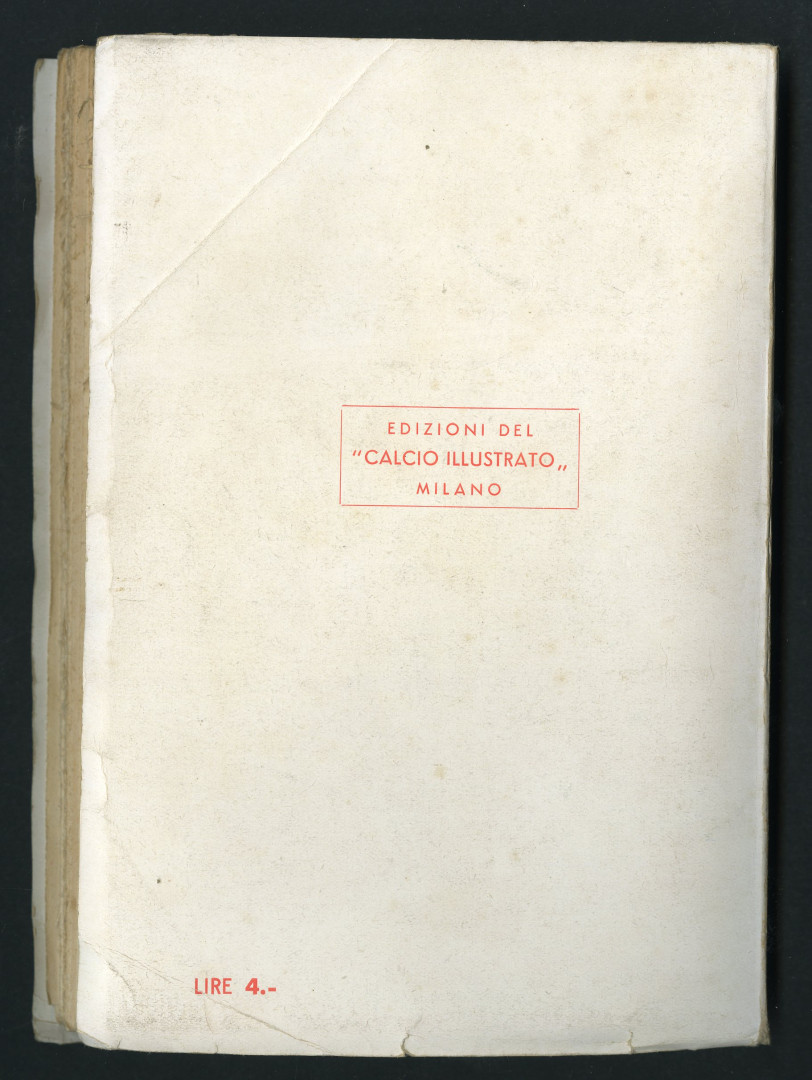 EDIZIONI DEL
"CALCIO ILLUSTRATO„
MILANO
LIRE 4.-